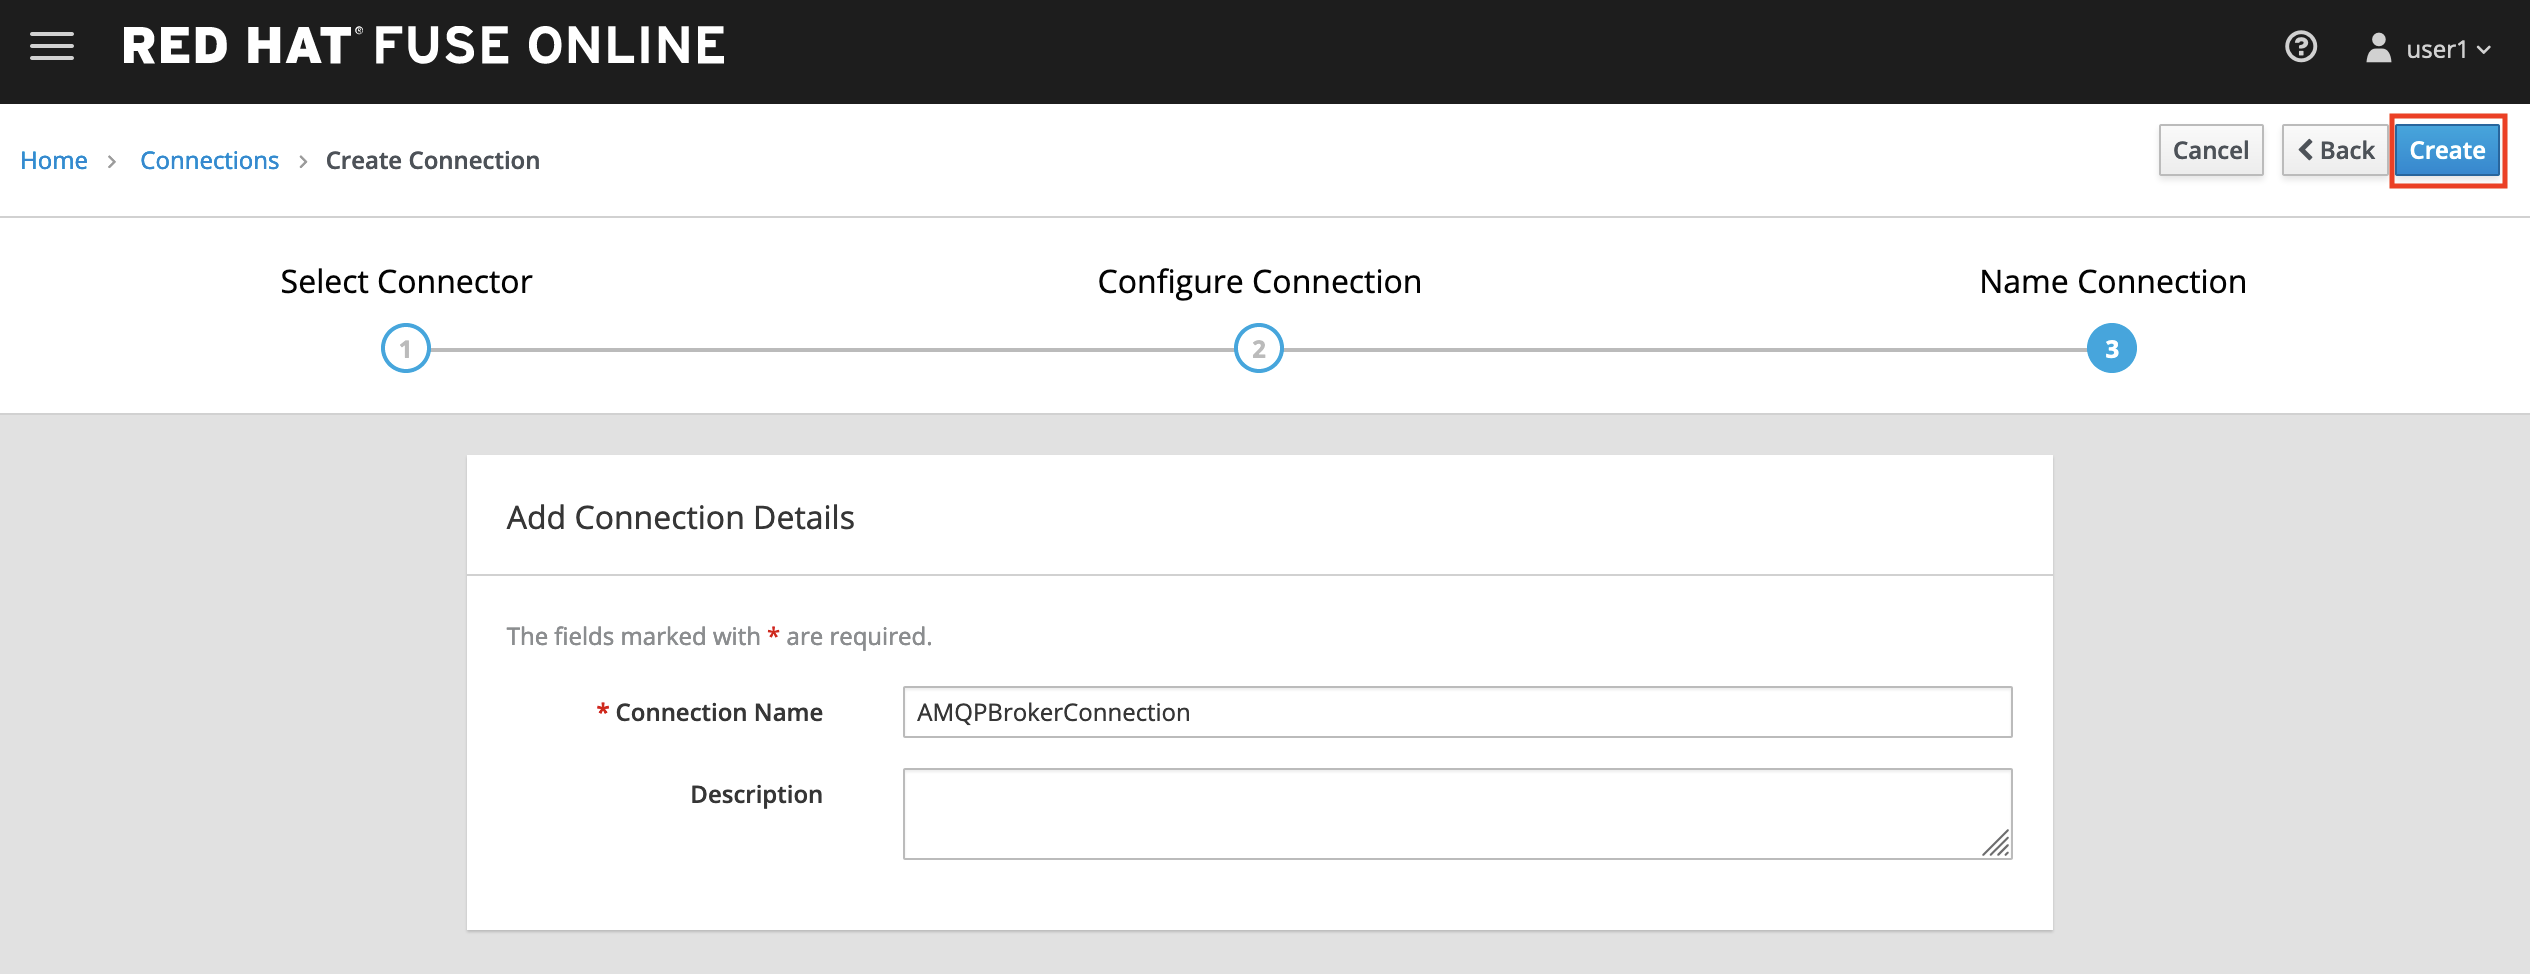 RED HAT® FUSE ONLINE
user1
Home > Connections > Create Connection
Cancel
Back
Create
Select Connector
Configure Connection
Name Connection
1
2
3
Add Connection Details
The fields marked with * are required.
* Connection Name
AMQPBrokerConnection
Description